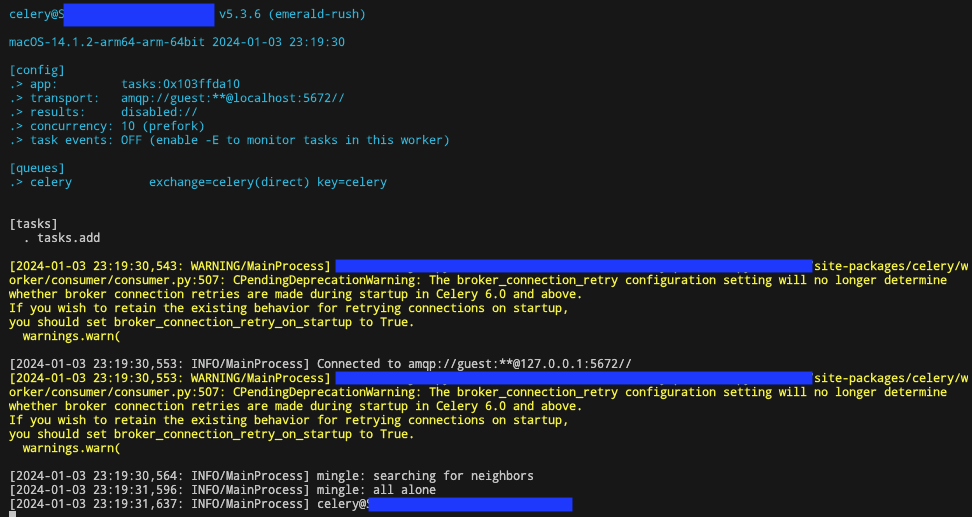 celery@S v5.3.6 (emerald-rush)
macOS-14.1.2-arm64-arm-64bit 2024-01-03 23:19:30
[config]
.> app:         tasks:0x103ffda10
.> transport:   amqp://guest:**@localhost:5672//
.> results:     disabled://
.> concurrency: 10 (prefork)
.> task events: OFF (enable -E to monitor tasks in this worker)
[queues]
.> celery           exchange=celery(direct) key=celery
[tasks]
  . tasks.add
[2024-01-03 23:19:30,543: WARNING/MainProcess] site-packages/celery/w
orker/consumer/consumer.py:507: CPendingDeprecationWarning: The broker_connection_retry configuration setting will no longer determine
whether broker connection retries are made during startup in Celery 6.0 and above.
If you wish to retain the existing behavior for retrying connections on startup,
you should set broker_connection_retry_on_startup to True.
  warnings.warn(
[2024-01-03 23:19:30,553: INFO/MainProcess] Connected to amqp://guest:**@127.0.0.1:5672//
[2024-01-03 23:19:30,553: WARNING/MainProcess] site-packages/celery/w
orker/consumer/consumer.py:507: CPendingDeprecationWarning: The broker_connection_retry configuration setting will no longer determine
whether broker connection retries are made during startup in Celery 6.0 and above.
If you wish to retain the existing behavior for retrying connections on startup,
you should set broker_connection_retry_on_startup to True.
  warnings.warn(
[2024-01-03 23:19:30,564: INFO/MainProcess] mingle: searching for neighbors
[2024-01-03 23:19:31,596: INFO/MainProcess] mingle: all alone
[2024-01-03 23:19:31,637: INFO/MainProcess] celery@